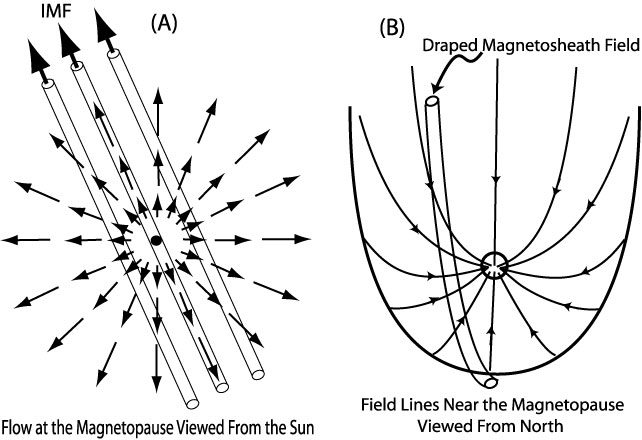 IMF
(A)
Flow at the Magnetopause Viewed From the Sun
(B)
Draped Magnetosheath Field
Field Lines Near the Magnetopause
Viewed From North